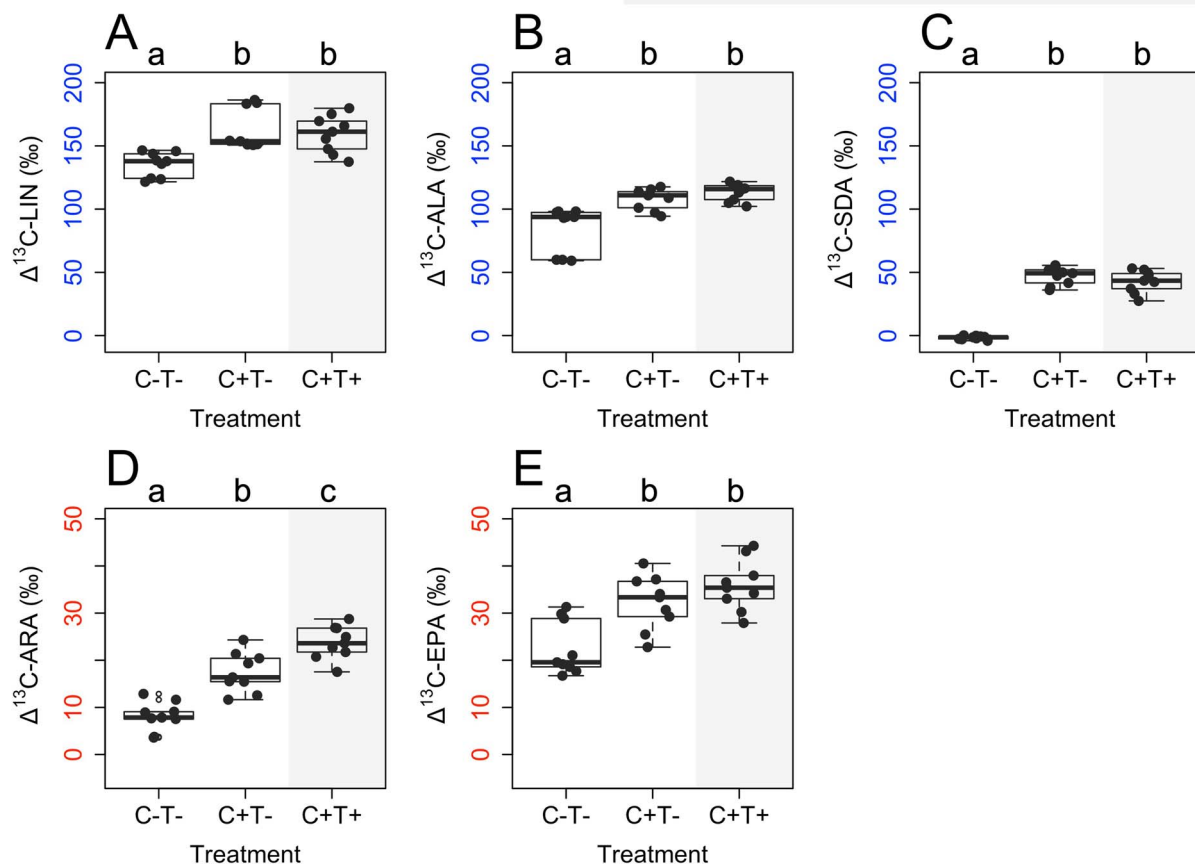 A
a b b
Δ¹³C-LIN (‰)
200
150
100
50
0
C-T- C+T- C+T+
Treatment
B
a b b
Δ¹³C-ALA (‰)
200
150
100
50
0
C-T- C+T- C+T+
Treatment
C
a b b
Δ¹³C-SDA (‰)
200
150
100
50
0
C-T- C+T- C+T+
Treatment
D
a b c
Δ¹³C-ARA (‰)
50
30
10
0
C-T- C+T- C+T+
Treatment
E
a b b
Δ¹³C-EPA (‰)
50
30
10
0
C-T- C+T- C+T+
Treatment